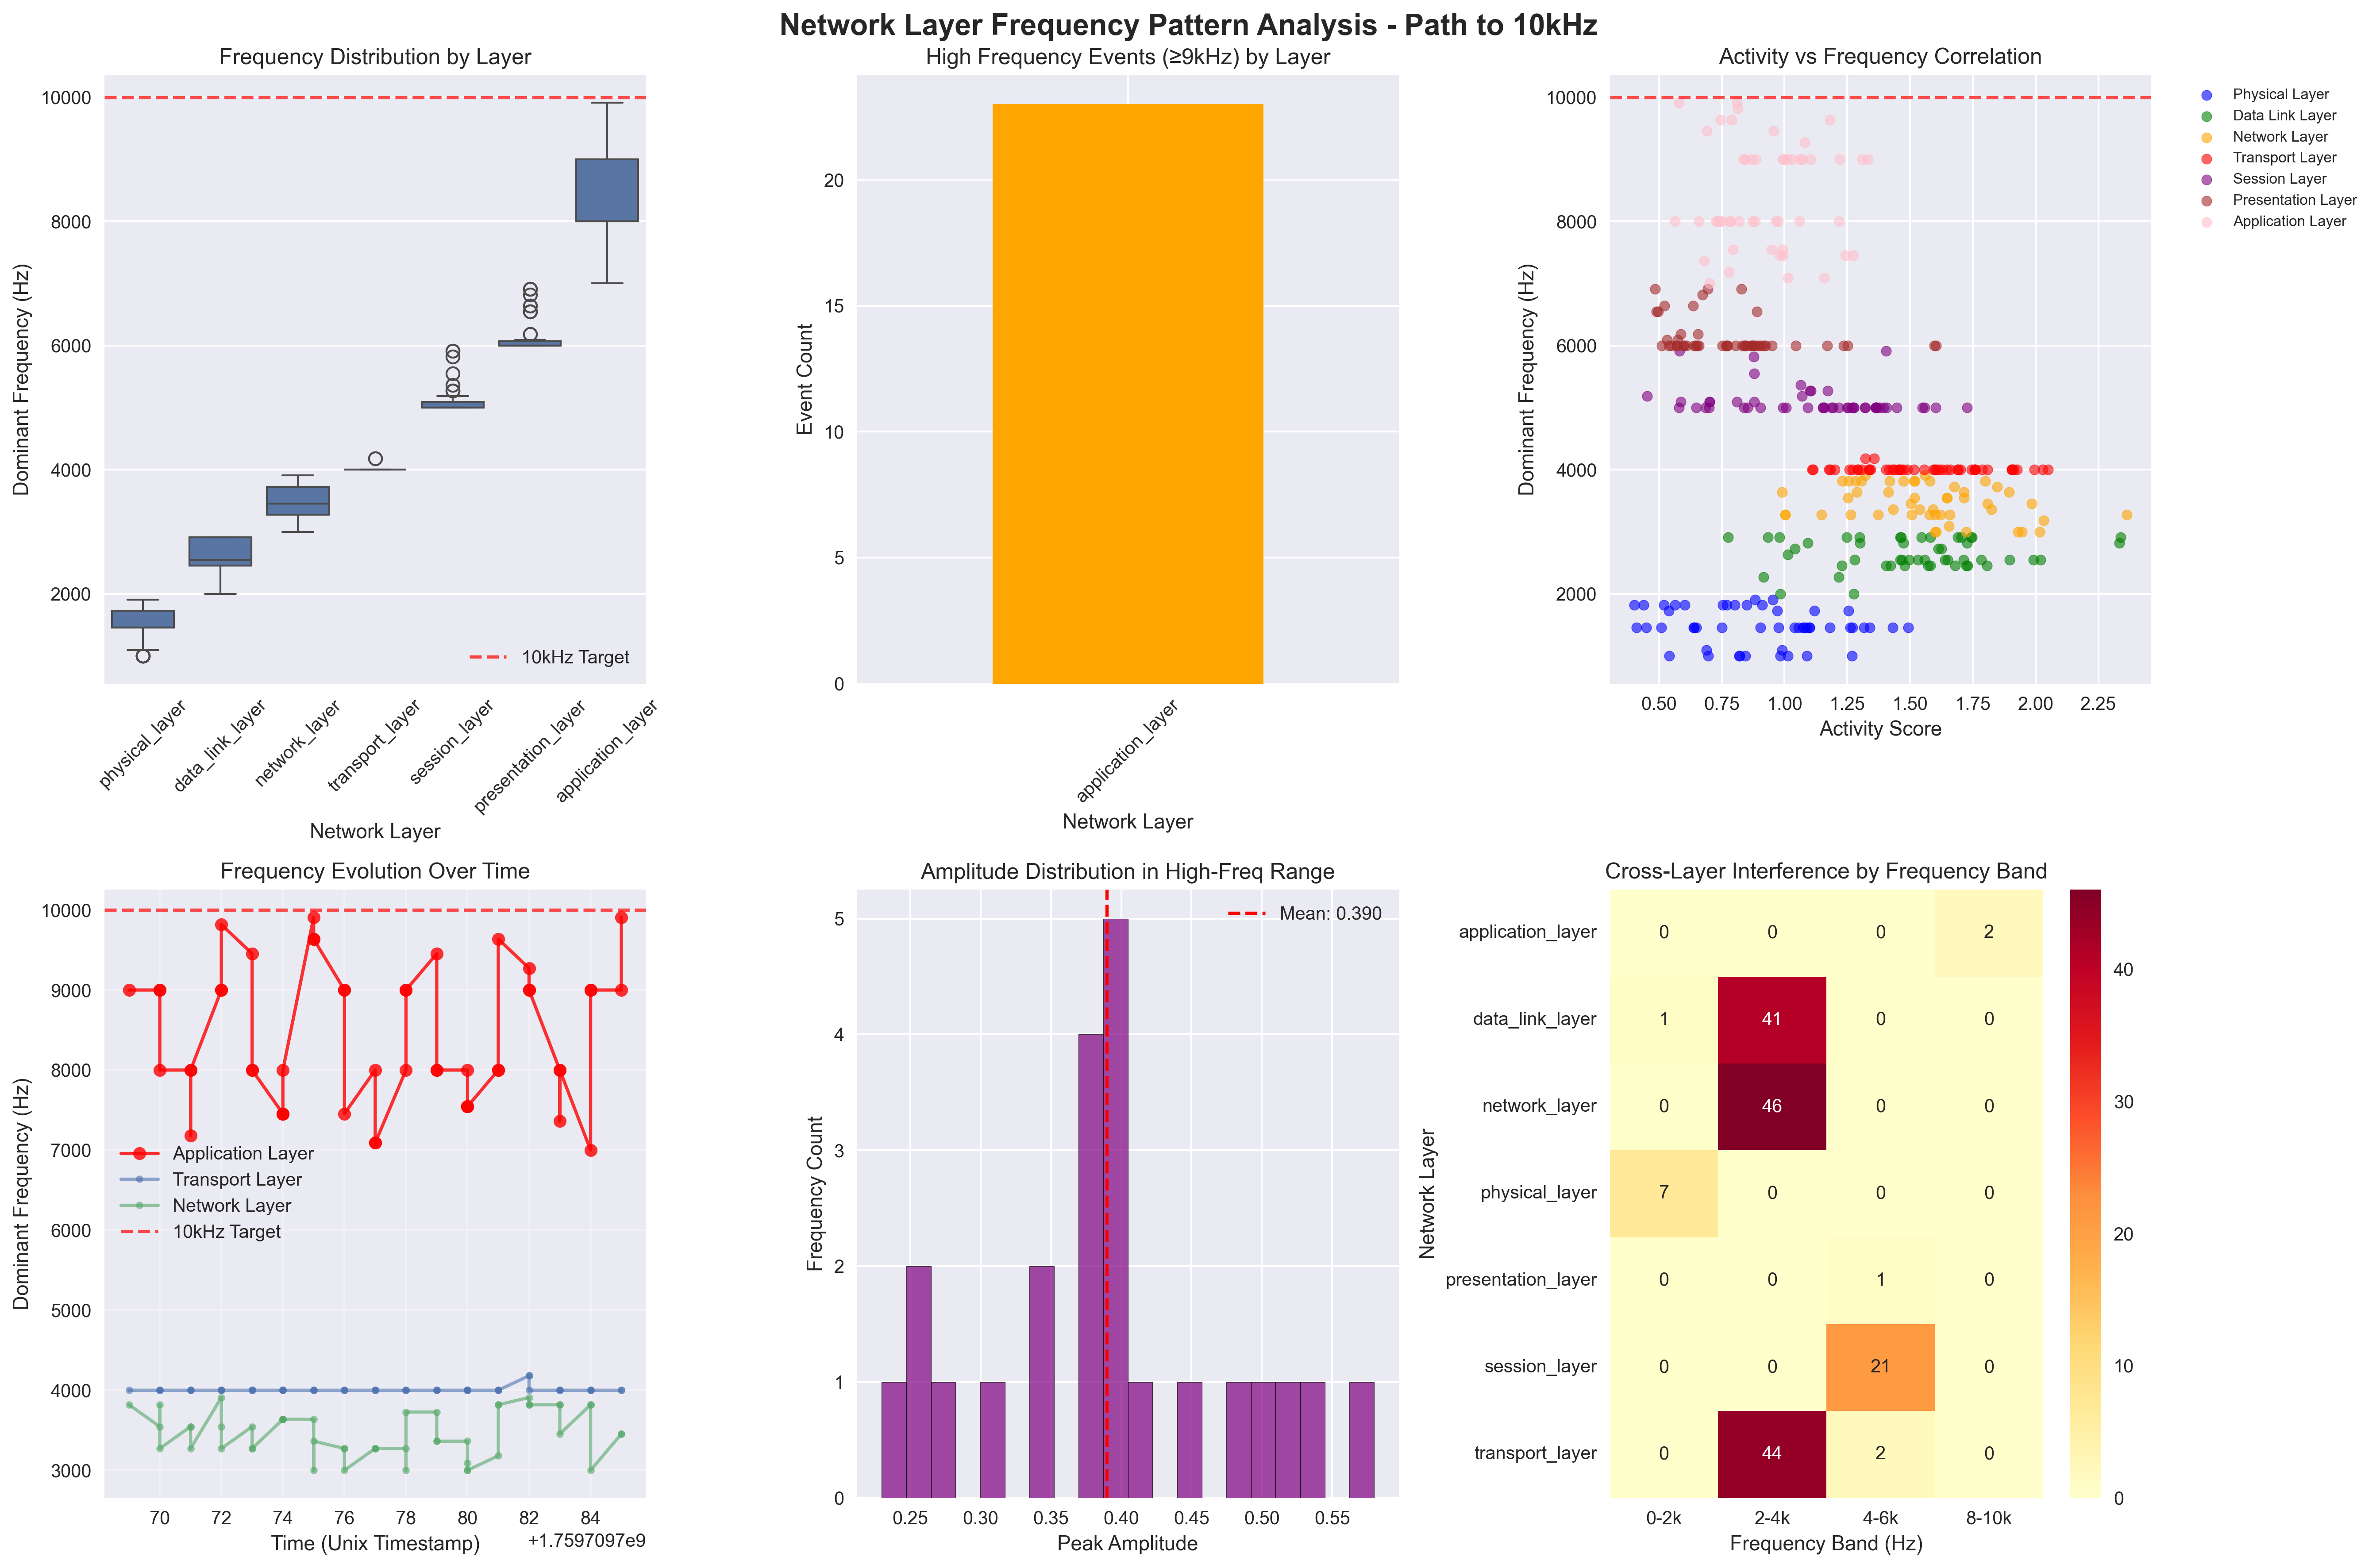 Network Layer Frequency Pattern Analysis - Path to 10kHz
Frequency Distribution by Layer
Dominant Frequency (Hz)
10000
8000
6000
4000
2000
10kHz Target
physical_layer
data_link_layer
network_layer
transport_layer
session_layer
presentation_layer
application_layer
Network Layer
High Frequency Events (≥9kHz) by Layer
Event Count
20
15
10
5
0
application_layer
Network Layer
Activity vs Frequency Correlation
Dominant Frequency (Hz)
10000
8000
6000
4000
2000
0.50 0.75 1.00 1.25 1.50 1.75 2.00 2.25
Activity Score
Physical Layer
Data Link Layer
Network Layer
Transport Layer
Session Layer
Presentation Layer
Application Layer
Frequency Evolution Over Time
Dominant Frequency (Hz)
10000
9000
8000
7000
6000
5000
4000
3000
Application Layer
Transport Layer
Network Layer
10kHz Target
70 72 74 76 78 80 82 84
Time (Unix Timestamp)
+1.7597097e9
Amplitude Distribution in High-Freq Range
Frequency Count
5
4
3
2
1
0
Mean: 0.390
0.25 0.30 0.35 0.40 0.45 0.50 0.55
Peak Amplitude
Cross-Layer Interference by Frequency Band
Network Layer
application_layer 0 0 0 2
data_link_layer 1 41 0 0
network_layer 0 46 0 0
physical_layer 7 0 0 0
presentation_layer 0 0 1 0
session_layer 0 0 21 0
transport_layer 0 44 2 0
0-2k 2-4k 4-6k 8-10k
Frequency Band (Hz)
40
30
20
10
0